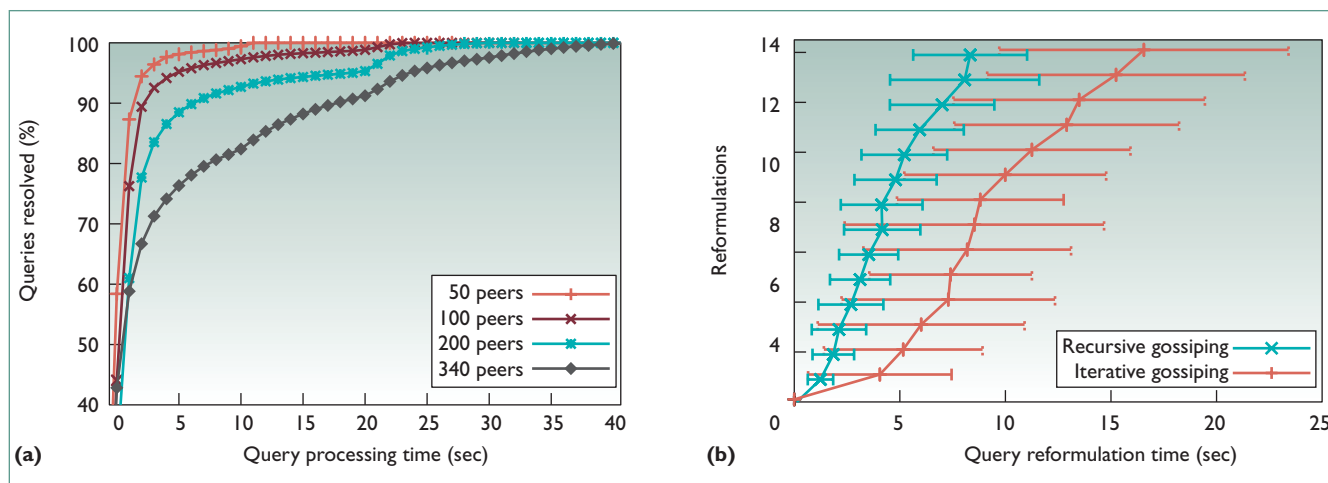 100
90
80
70
60
50
40
Queries resolved (%)
50 peers
100 peers
200 peers
340 peers
0 5 10 15 20 25 30 35 40
Query processing time (sec)
(a)
14
12
10
8
6
4
0
Reformulations
Recursive gossiping
Iterative gossiping
5 10 15 20 25
Query reformulation time (sec)
(b)